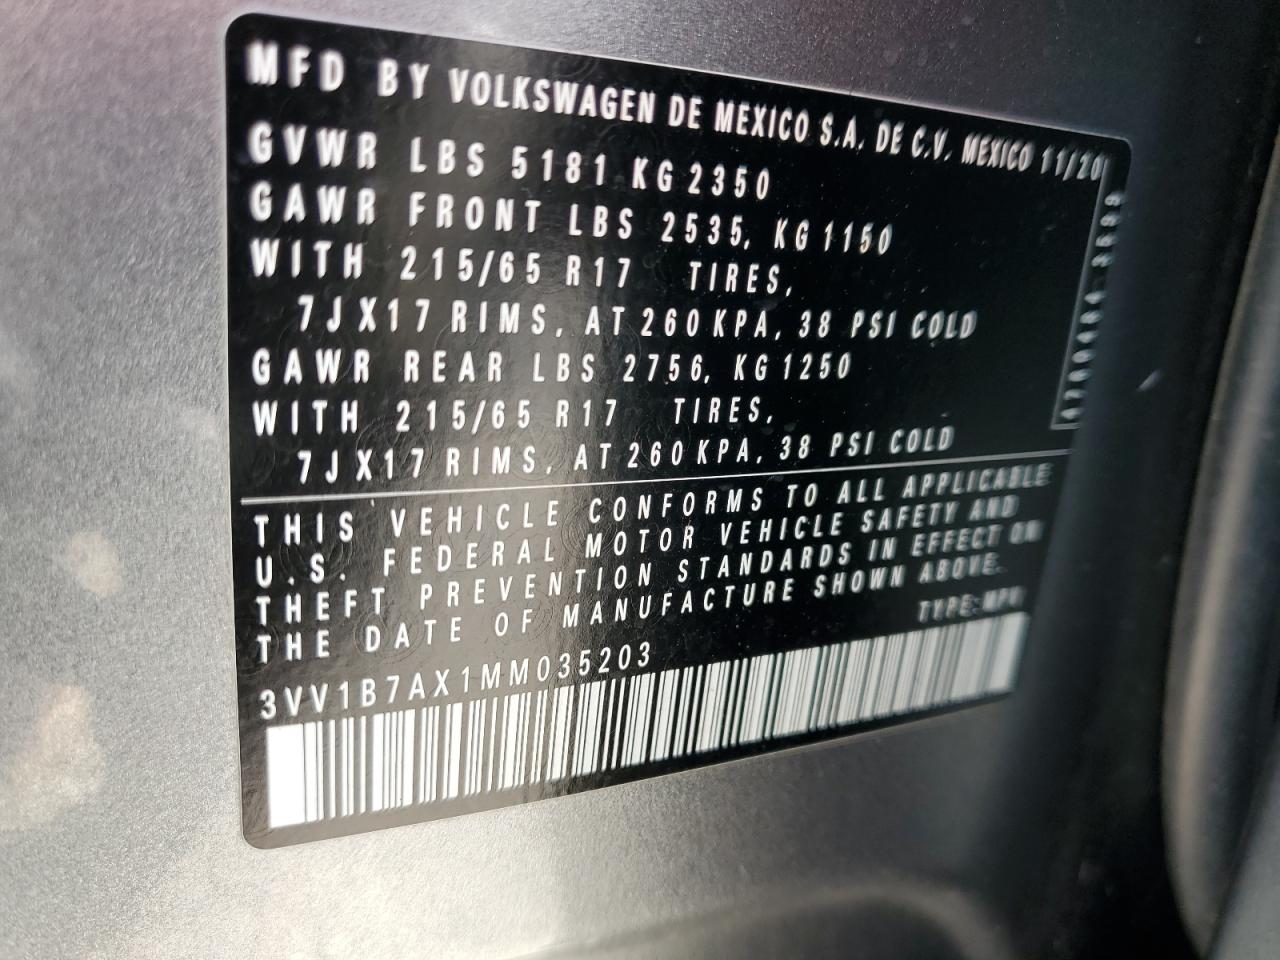 MFD BY VOLKSWAGEN DE MEXICO S.A. DE C.V. MEXICO 11/20
GVWR LBS 5181 KG 2350
GAWR FRONT LBS 2535, KG 1150
WITH 215/65 R17 TIRES,
7JX17 RIMS, AT 260 KPA, 38 PSI COLD
GAWR REAR LBS 2756, KG 1250
WITH 215/65 R17 TIRES,
7JX17 RIMS, AT 260 KPA, 38 PSI COLD
THIS VEHICLE CONFORMS TO ALL APPLICABLE
U.S. FEDERAL MOTOR VEHICLE SAFETY AND
THEFT PREVENTION STANDARDS IN EFFECT ON
THE DATE OF MANUFACTURE SHOWN ABOVE.
TYPE: MPV
3VV1B7AX1MM035203